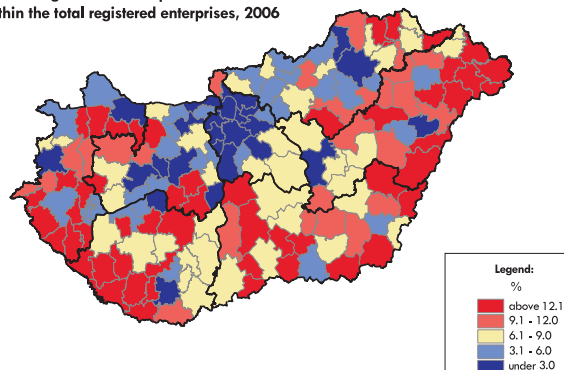 within the total registered enterprises, 2006
Legend:
%
above 12.1
9.1 - 12.0
6.1 - 9.0
3.1 - 6.0
under 3.0